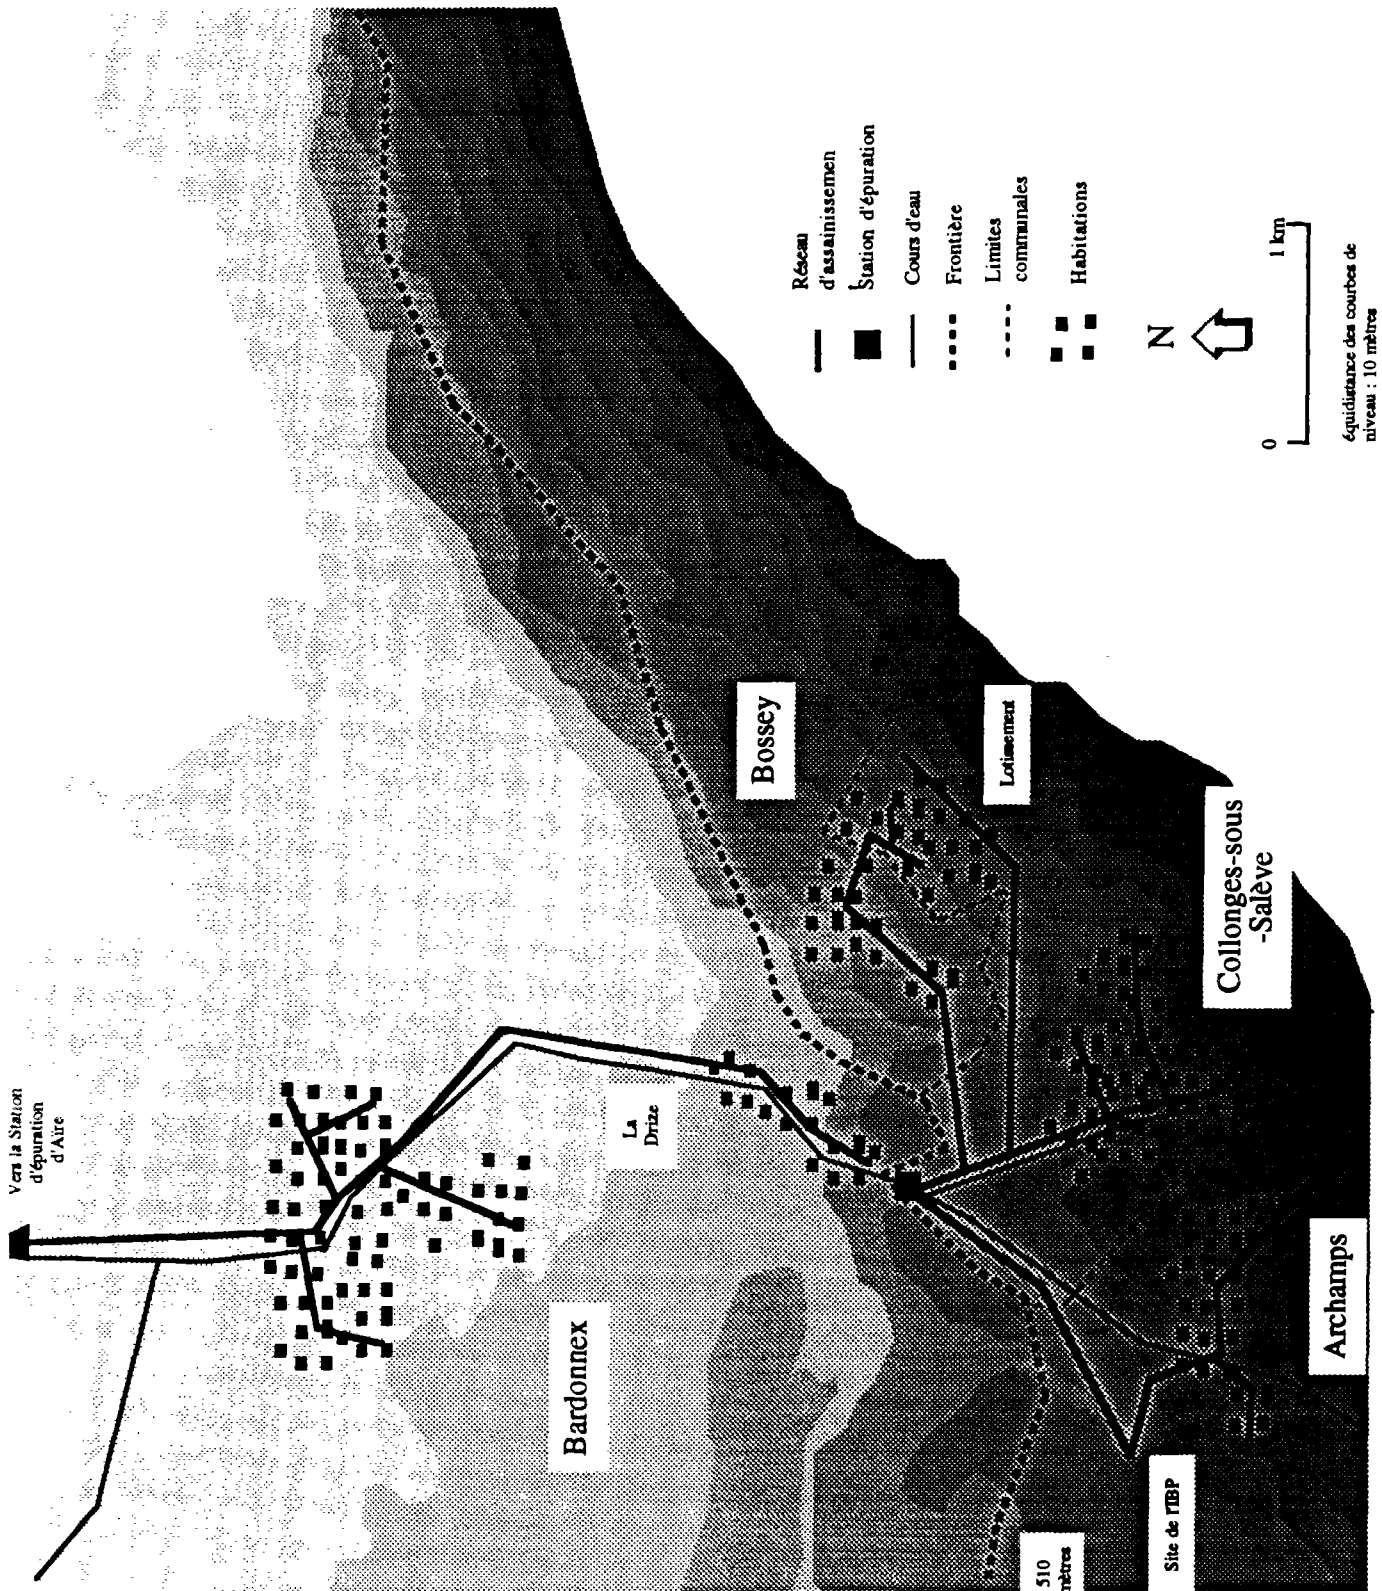 Vers la Station
d'épuration
d'Aire
Bardonnex
La
Drize
Bossey
Lotissement
Collonges-sous
-Salève
Archamps
Site de l'IBP
510
mètres
Réseau
d'assainissemen
Station d'épuration
Cours d'eau
Frontière
Limites
communales
Habitations
N
0 1 km
équidistance des courbes de
niveau : 10 mètres